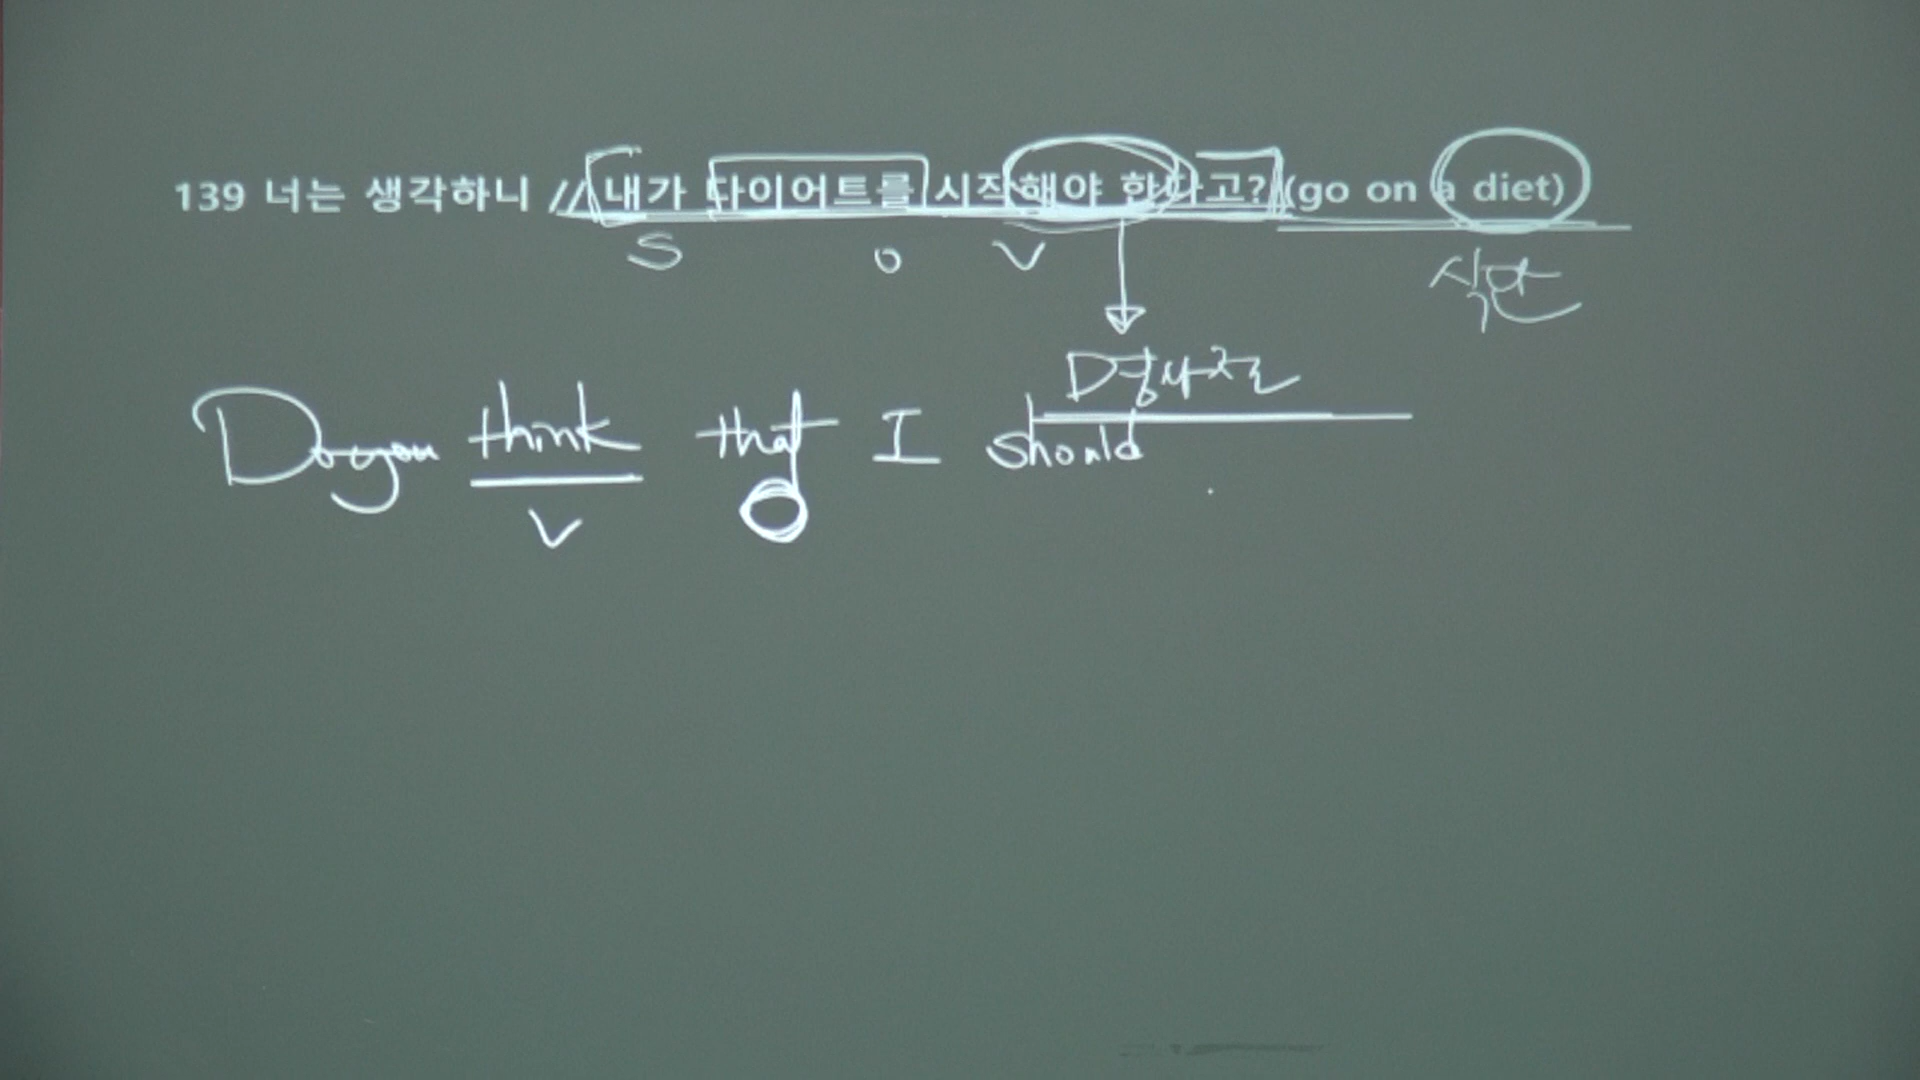 139 너는 생각하니 // 내가 다이어트를 시작해야 한다고? (go on a diet)
S O V 식단
D명사절
Do you think that I should
V O